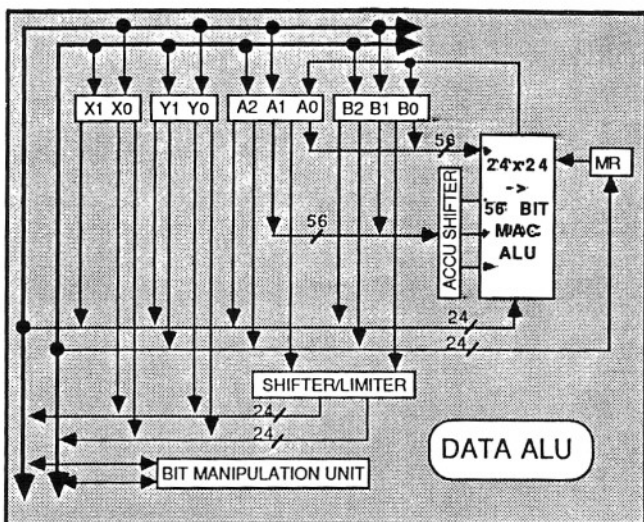 X1 X0
Y1 Y0
A2 A1 A0
B2 B1 B0
56
24x24
->
56 BIT
MAC
ALU
MR
ACCU SHIFTER
56
24
24
SHIFTER/LIMITER
24
24
DATA ALU
BIT MANIPULATION UNIT